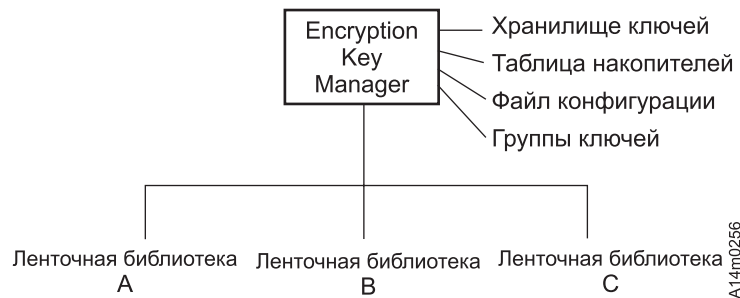 Encryption
Key
Manager
Хранилище ключей
Таблица накопителей
Файл конфигурации
Группы ключей
Ленточная библиотека
A
Ленточная библиотека
B
Ленточная библиотека
C
A14m0256